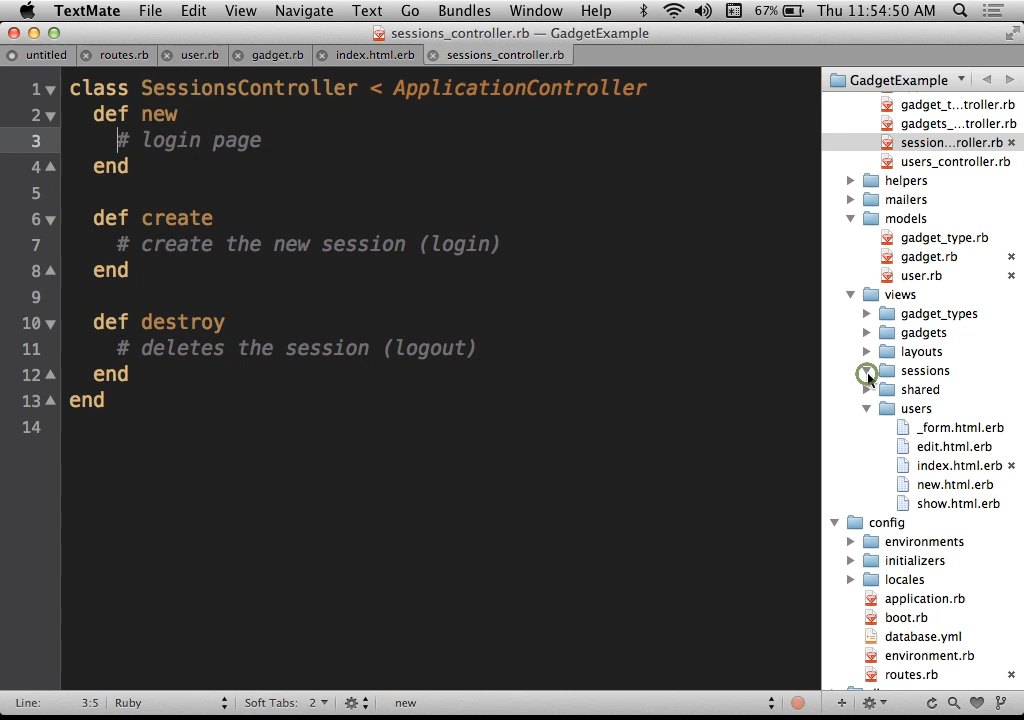 TextMate File Edit View Navigate Text Go Bundles Window Help 67% Thu 11:54:50 AM
sessions_controller.rb — GadgetExample
untitled routes.rb user.rb gadget.rb index.html.erb sessions_controller.rb
1 class SessionsController < ApplicationController
2 def new
3 # login page
4 end
5
6 def create
7 # create the new session (login)
8 end
9
10 def destroy
11 # deletes the session (logout)
12 end
13 end
14
GadgetExample
gadget_t...troller.rb
gadgets_...troller.rb
session...roller.rb
users_controller.rb
helpers
mailers
models
gadget_type.rb
gadget.rb
user.rb
views
gadget_types
gadgets
layouts
sessions
shared
users
_form.html.erb
edit.html.erb
index.html.erb
new.html.erb
show.html.erb
config
environments
initializers
locales
application.rb
boot.rb
database.yml
environment.rb
routes.rb
Line: 3:5 Ruby Soft Tabs: 2 new